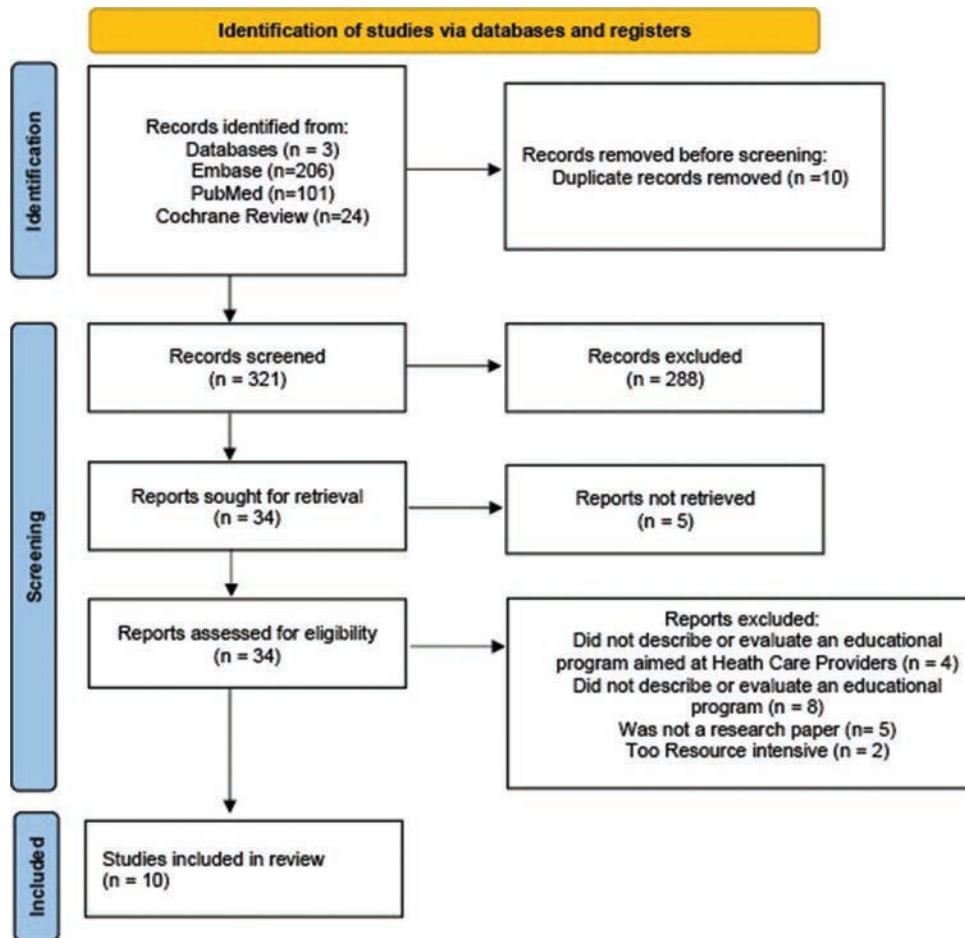 Identification of studies via databases and registers
Identification
Records identified from:
Databases (n = 3)
Embase (n=206)
PubMed (n=101)
Cochrane Review (n=24)
Records removed before screening:
Duplicate records removed (n =10)
Screening
Records screened
(n = 321)
Records excluded
(n = 288)
Reports sought for retrieval
(n = 34)
Reports not retrieved
(n = 5)
Reports assessed for eligibility
(n = 34)
Reports excluded:
Did not describe or evaluate an educational
program aimed at Heath Care Providers (n = 4)
Did not describe or evaluate an educational
program (n = 8)
Was not a research paper (n= 5)
Too Resource intensive (n = 2)
Included
Studies included in review
(n = 10)